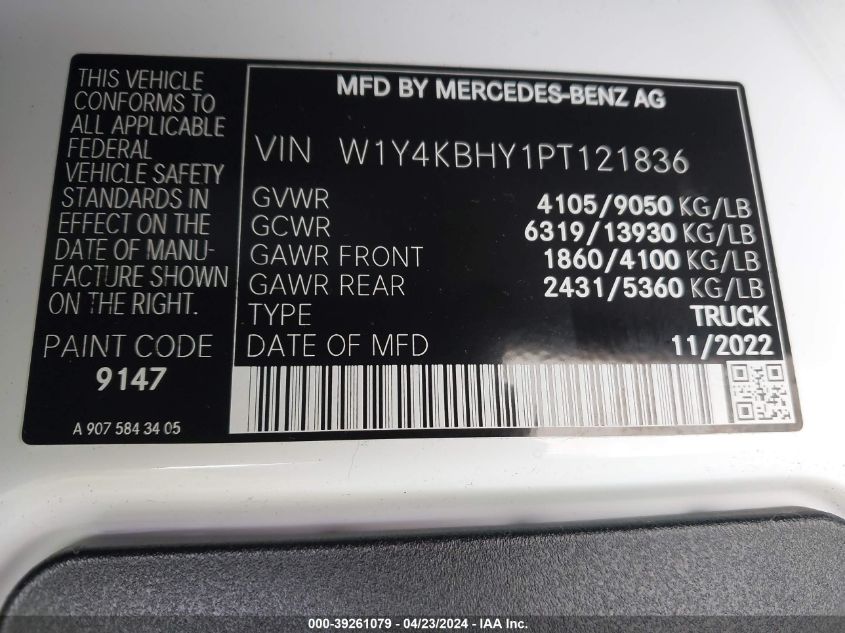 THIS VEHICLE
CONFORMS TO
ALL APPLICABLE
FEDERAL
VEHICLE SAFETY
STANDARDS IN
EFFECT ON THE
DATE OF MANU-
FACTURE SHOWN
ON THE RIGHT.
PAINT CODE
9147
A 907 584 34 05
MFD BY MERCEDES-BENZ AG
VIN W1Y4KBHY1PT121836
GVWR 4105/9050 KG/LB
GCWR 6319/13930 KG/LB
GAWR FRONT 1860/4100 KG/LB
GAWR REAR 2431/5360 KG/LB
TYPE TRUCK
DATE OF MFD 11/2022
000-39261079 - 04/23/2024 - IAA Inc.